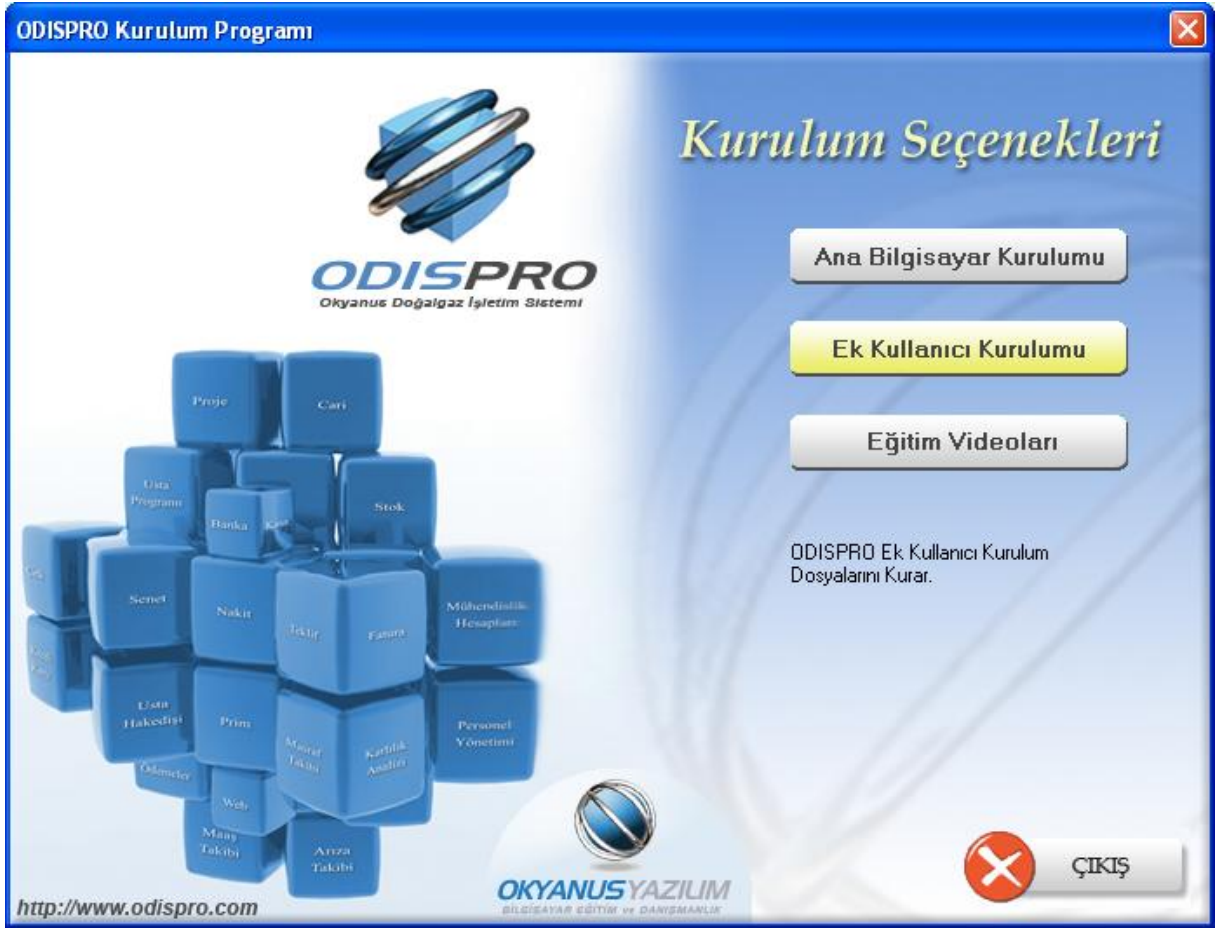 ODISPRO Kurulum Programı
Kurulum Seçenekleri
ODISPRO
Okyanus Doğalgaz İşletim Sistemi
Ana Bilgisayar Kurulumu
Ek Kullanıcı Kurulumu
Eğitim Videoları
ODISPRO Ek Kullanıcı Kurulum
Dosyalarını Kurar.
Proje
Cari
Usta
Programı
Banka
Stok
Senet
Nakit
Teklif
Fatura
Mühendislik
Hesapları
Usta
Hakedişi
Prim
Masraf
Takibi
Karlılık
Analizi
Personel
Yönetimi
Ödemeler
Web
Maaş
Takibi
Arıza
Takibi
OKYANUS YAZILIM
BİLGİSAYAR EĞİTİM ve DANIŞMANLIK
ÇIKIŞ
http://www.odispro.com